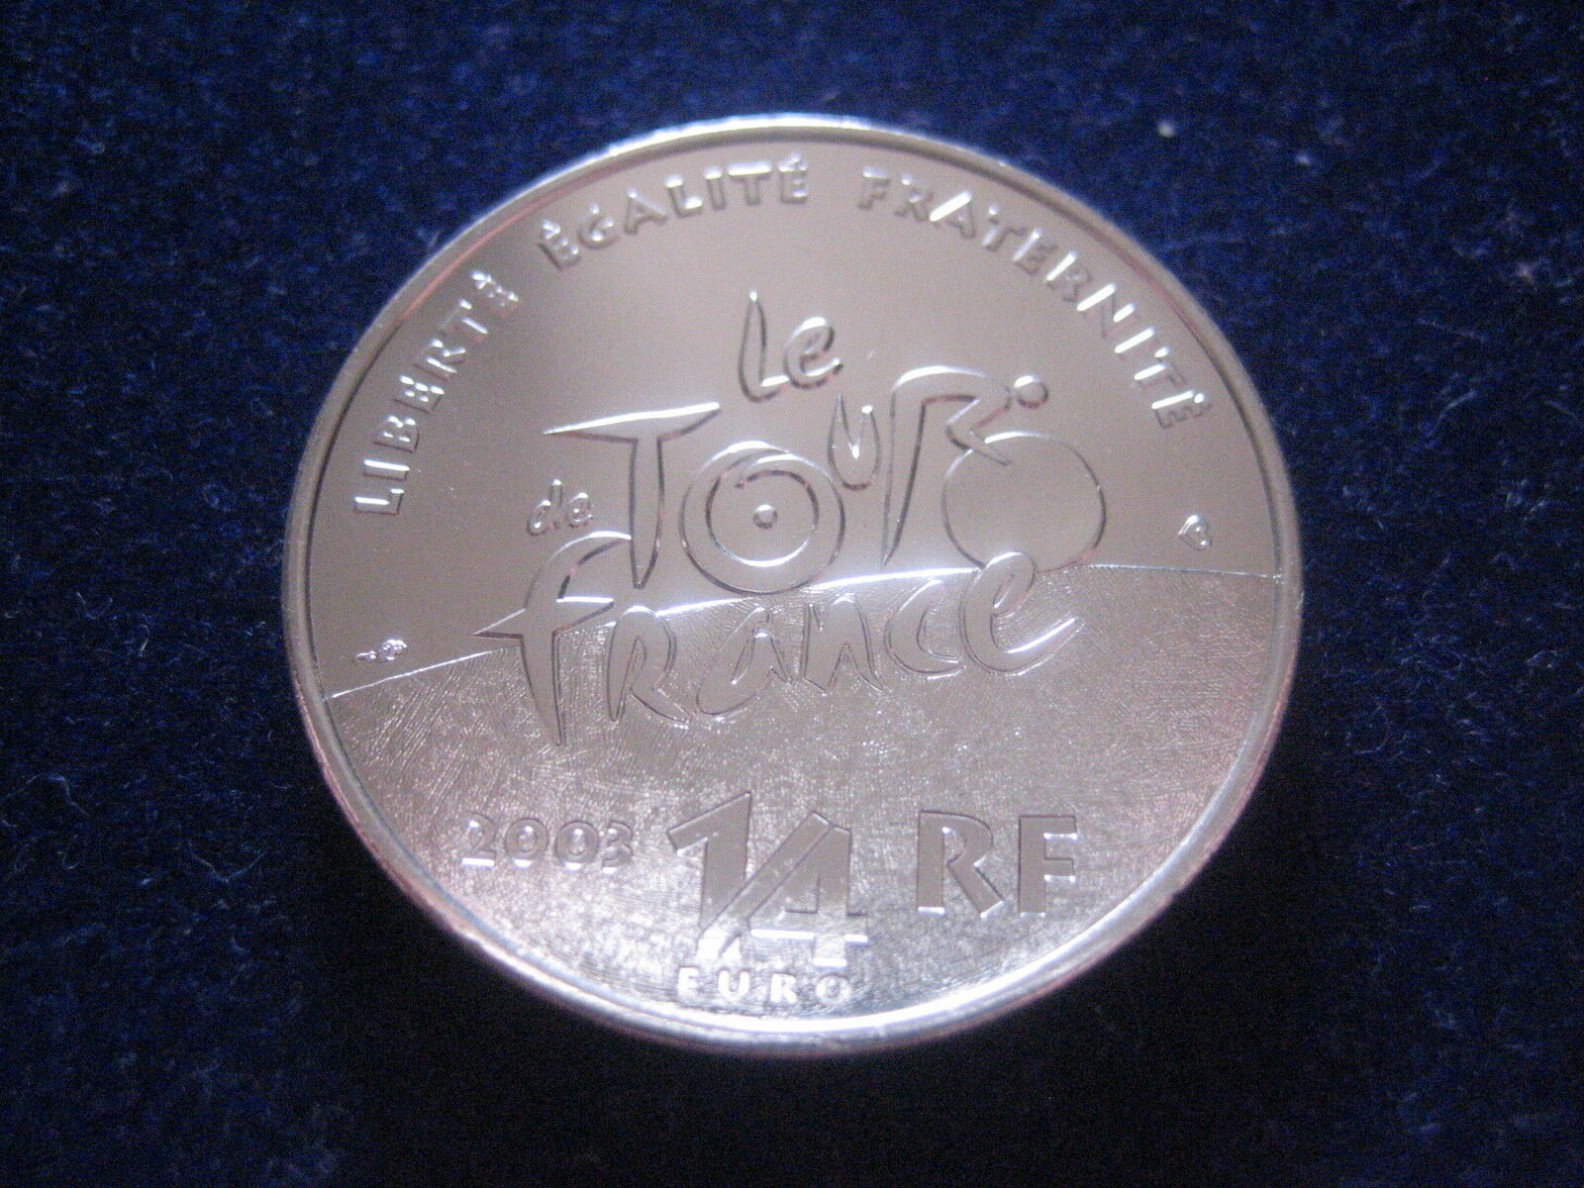 LIBERTÉ ÉGALITÉ FRATERNITÉ
le
Tour
de
france
2003 1/4 RF
EURO